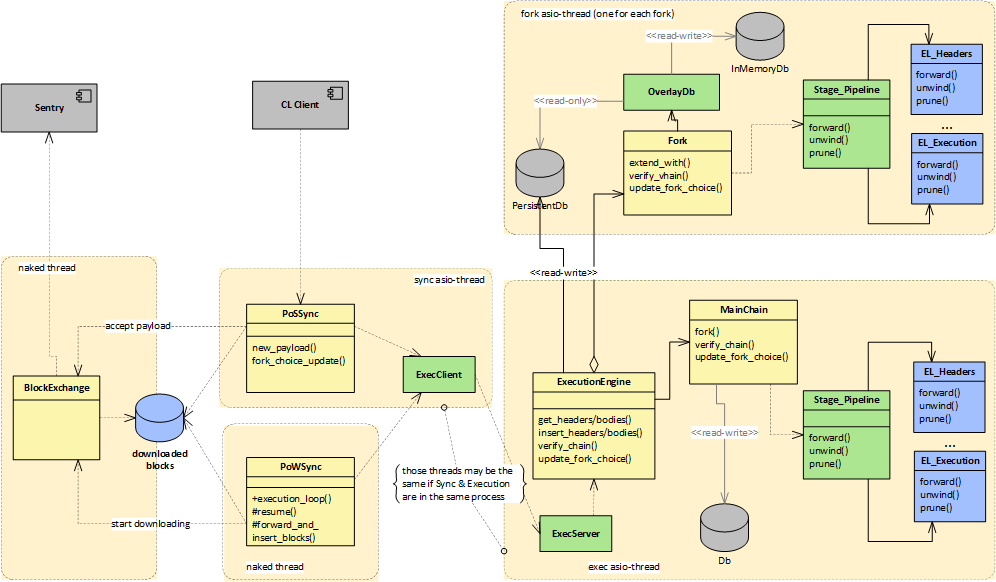 fork asio-thread (one for each fork)
<<read-write>>
InMemoryDb
EL_Headers
forward()
unwind()
prune()
...
EL_Execution
forward()
unwind()
prune()
Stage_Pipeline
forward()
unwind()
prune()
OverlayDb
<<read-only>>
Fork
extend_with()
verify_vhain()
update_fork_choice()
PersistentDb
<<read-write>>
Sentry
CL Client
naked thread
sync asio-thread
accept payload
PoSSync
new_payload()
fork_choice_update()
BlockExchange
ExecClient
downloaded
blocks
PoWSync
+execution_loop()
#resume()
#forward_and_
insert_blocks()
start downloading
naked thread
those threads may be the
same if Sync & Execution
are in the same process
ExecutionEngine
get_headers/bodies()
insert_headers/bodies()
verify_chain()
update_fork_choice()
ExecServer
MainChain
fork()
verify_chain()
update_fork_choice()
<<read-write>>
Db
Stage_Pipeline
forward()
unwind()
prune()
EL_Headers
forward()
unwind()
prune()
...
EL_Execution
forward()
unwind()
prune()
exec asio-thread